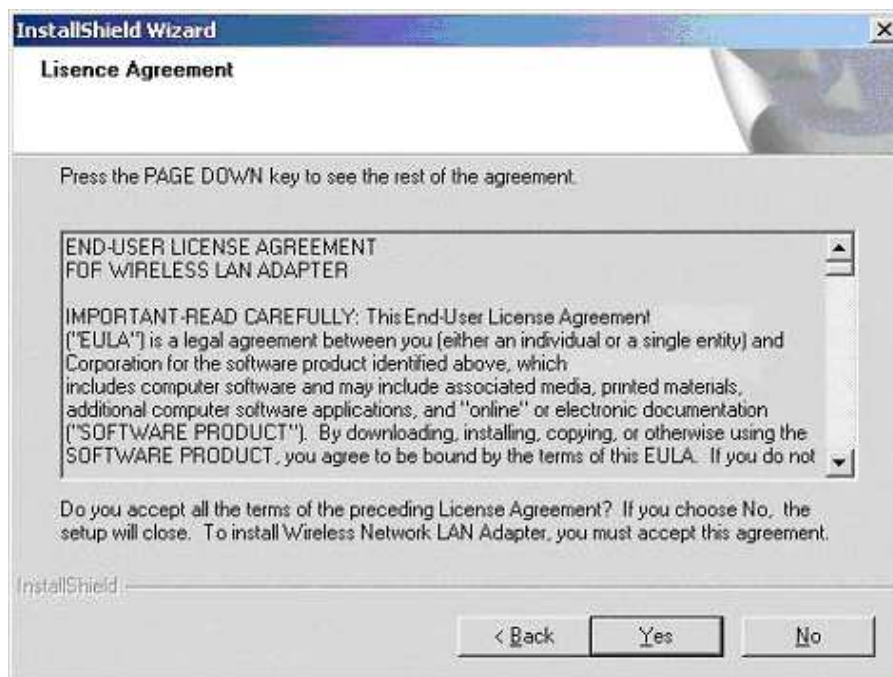 InstallShield Wizard
Lisence Agreement
Press the PAGE DOWN key to see the rest of the agreement.
END-USER LICENSE AGREEMENT
FOR WIRELESS LAN ADAPTER
IMPORTANT-READ CAREFULLY: This End-User License Agreement
("EULA") is a legal agreement between you (either an individual or a single entity) and
Corporation for the software product identified above, which
includes computer software and may include associated media, printed materials,
additional computer software applications, and "online" or electronic documentation
("SOFTWARE PRODUCT"). By downloading, installing, copying, or otherwise using the
SOFTWARE PRODUCT, you agree to be bound by the terms of this EULA. If you do not
Do you accept all the terms of the preceding License Agreement? If you choose No, the
setup will close. To install Wireless Network LAN Adapter, you must accept this agreement.
InstallShield
< Back Yes No